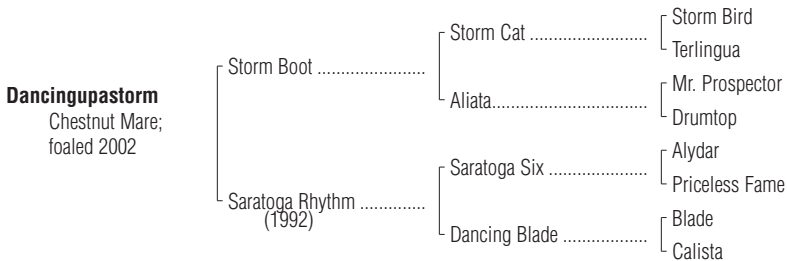 Dancingupastorm
Chestnut Mare;
foaled 2002
Storm Boot .......................
Saratoga Rhythm ..............
(1992)
Storm Cat .........................
Aliata.................................
Saratoga Six .....................
Dancing Blade ..................
Storm Bird
Terlingua
Mr. Prospector
Drumtop
Alydar
Priceless Fame
Blade
Calista